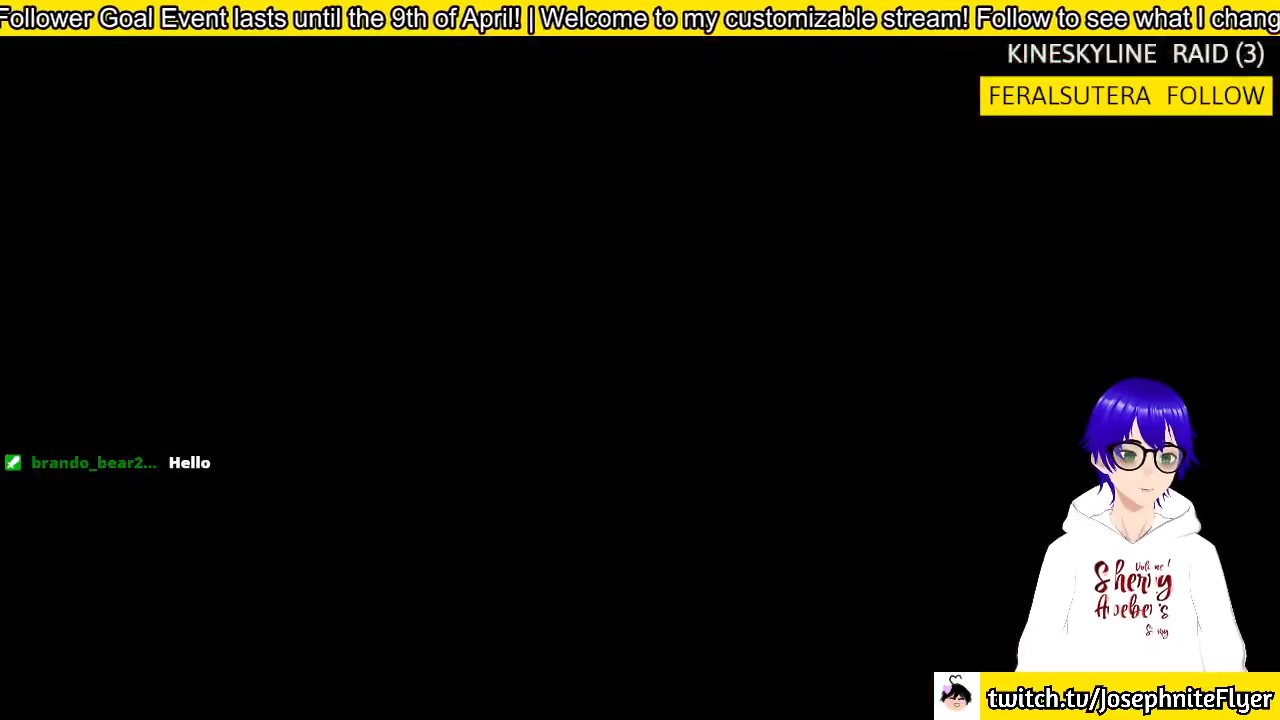 Follower Goal Event lasts until the 9th of April! | Welcome to my customizable stream! Follow to see what I chang
KINESKYLINE RAID (3)
FERALSUTERA FOLLOW
brando_bear2... Hello
Sherry
twitch.tv/JosephniteFlyer